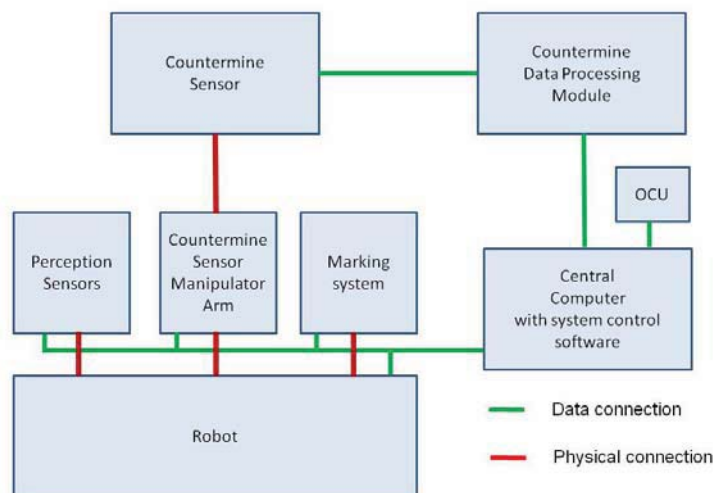 Countermine
Sensor
Countermine
Data Processing
Module
OCU
Perception
Sensors
Countermine
Sensor
Manipulator
Arm
Marking
system
Central
Computer
with system control
software
Robot
Data connection
Physical connection